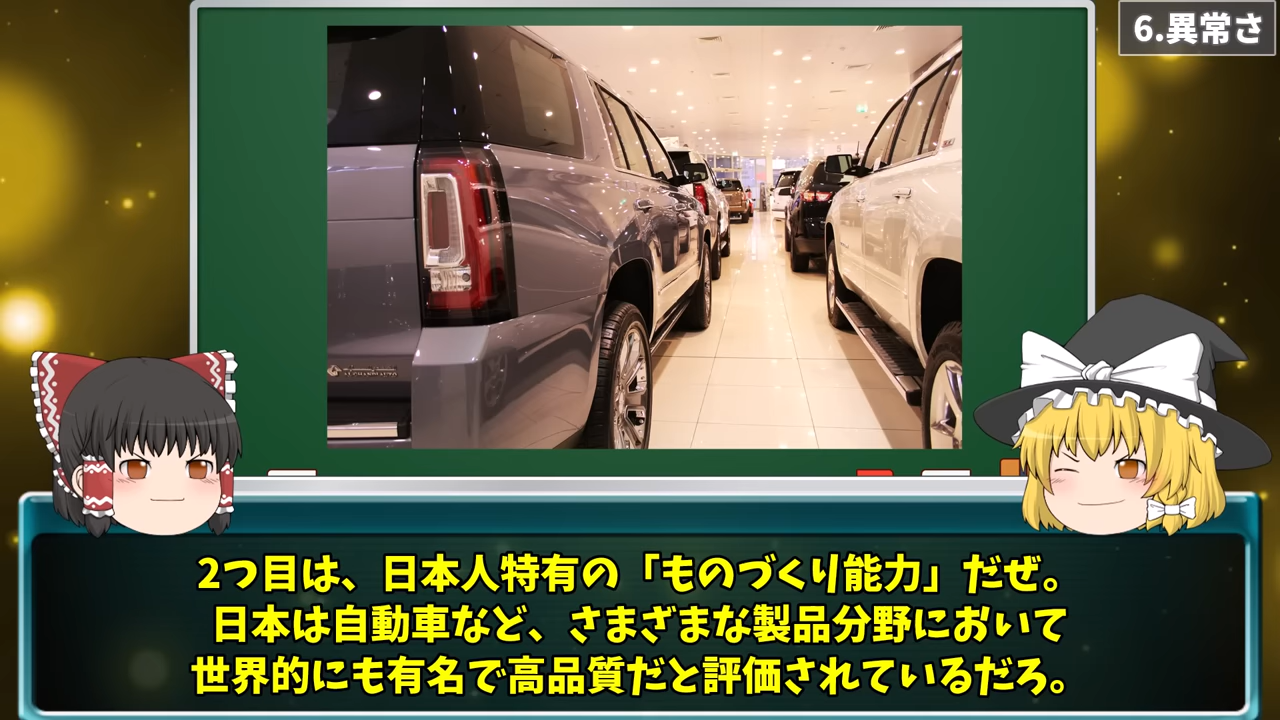 6.異常さ
2つ目は、日本人特有の「ものづくり能力」だぜ。
日本は自動車など、さまざまな製品分野において
世界的にも有名で高品質だと評価されているだろ。